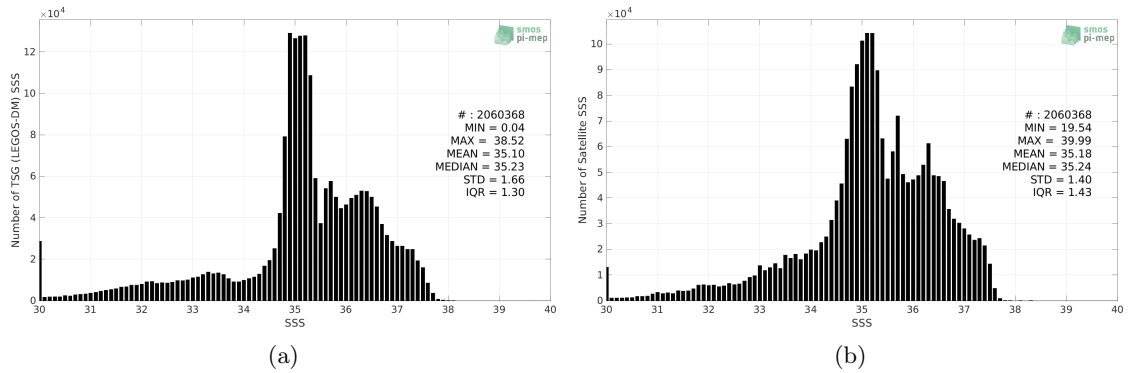 ×10⁴
smos
pi-mep
12
10
8
6
4
2
0
Number of TSG (LEGOS-DM) SSS
# : 2060368
MIN = 0.04
MAX = 38.52
MEAN = 35.10
MEDIAN = 35.23
STD = 1.66
IQR = 1.30
30 31 32 33 34 35 36 37 38 39 40
SSS
(a)
×10⁴
smos
pi-mep
10
9
8
7
6
5
4
3
2
1
0
Number of Satellite SSS
# : 2060368
MIN = 19.54
MAX = 39.99
MEAN = 35.18
MEDIAN = 35.24
STD = 1.40
IQR = 1.43
30 31 32 33 34 35 36 37 38 39 40
SSS
(b)